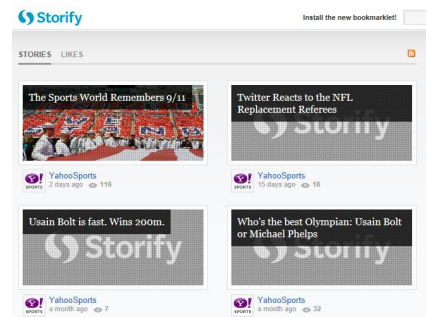 Storify
Install the new bookmarklet!
STORIES LIKES
The Sports World Remembers 9/11
YahooSports
2 days ago 116
Twitter Reacts to the NFL
Replacement Referees
Storify
YahooSports
15 days ago 18
Usain Bolt is fast. Wins 200m.
Storify
YahooSports
a month ago 7
Who's the best Olympian: Usain Bolt
or Michael Phelps
Storify
YahooSports
a month ago 32